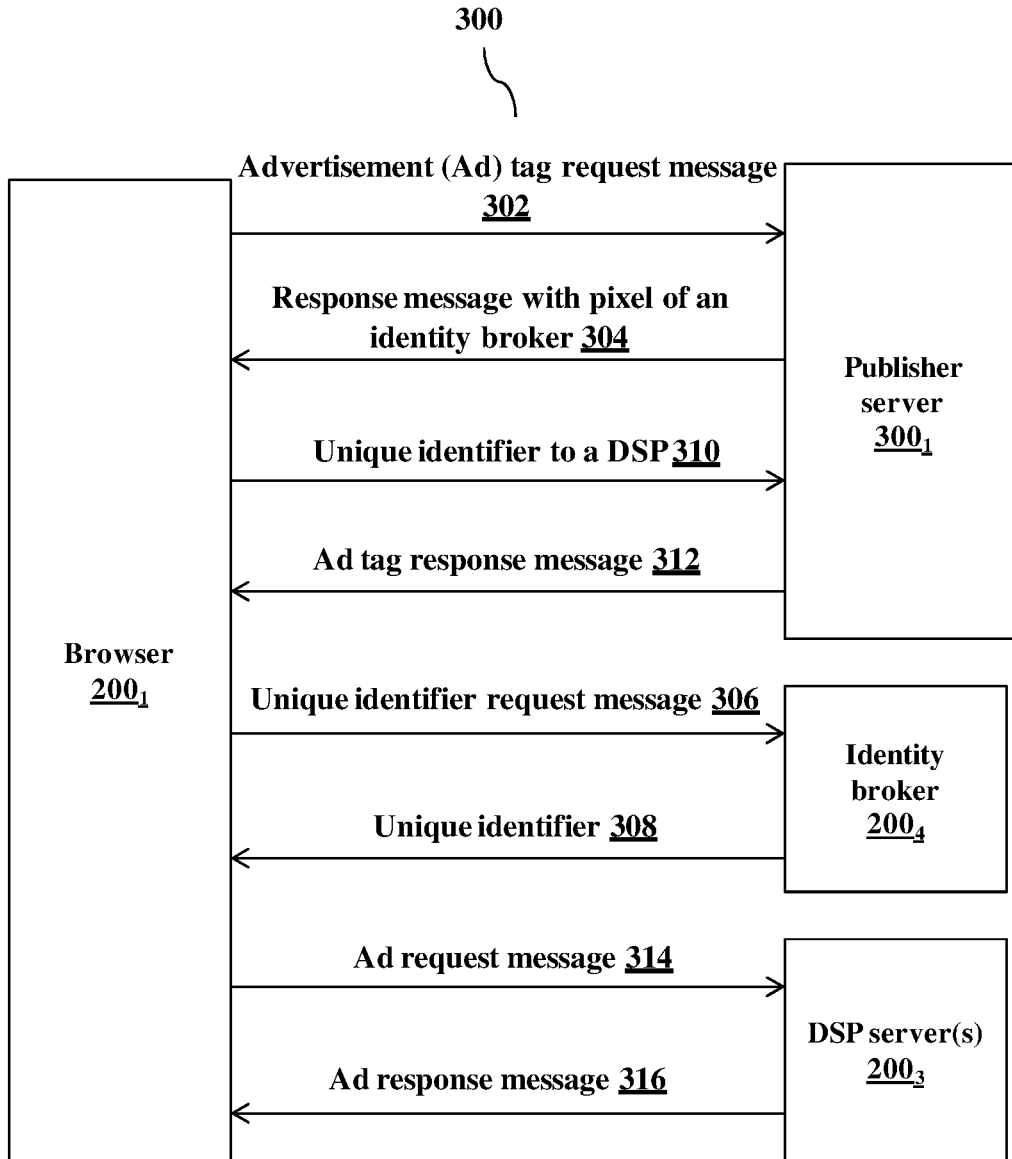 300
Advertisement (Ad) tag request message
302
Response message with pixel of an
identity broker 304
Publisher
server
300₁
Unique identifier to a DSP 310
Ad tag response message 312
Browser
200₁
Unique identifier request message 306
Identity
broker
200₄
Unique identifier 308
Ad request message 314
DSP server(s)
200₃
Ad response message 316